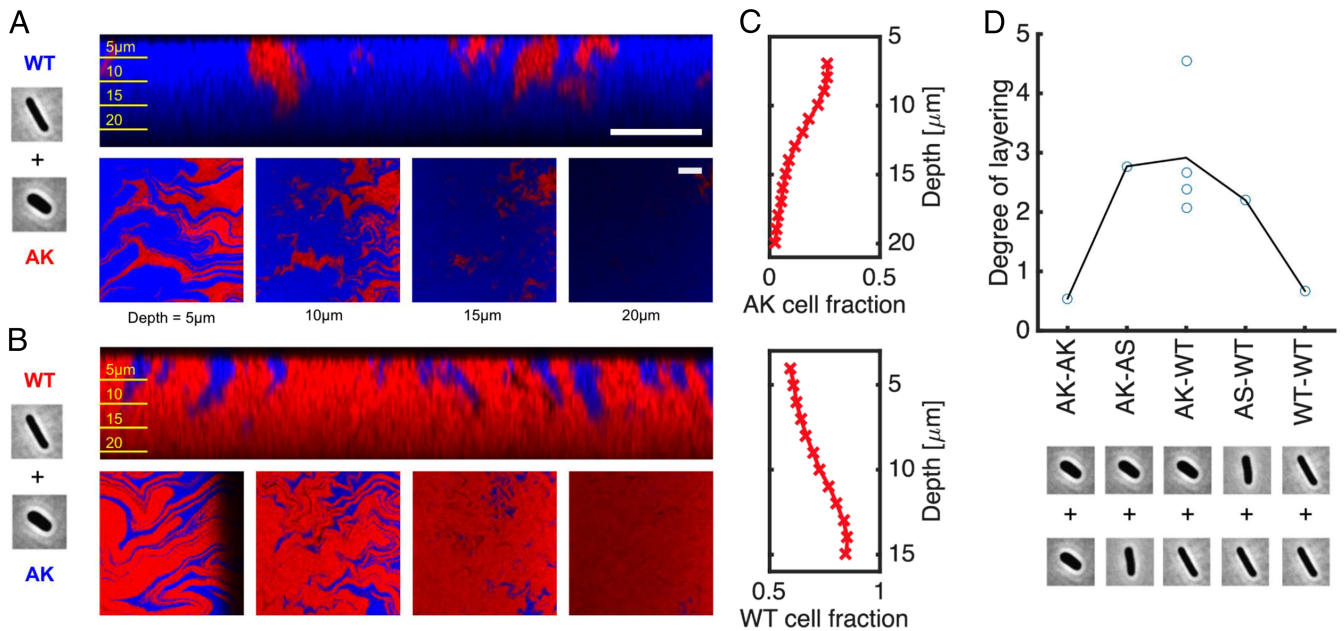 A
WT
+
AK
5µm
10
15
20
Depth = 5µm
10µm
15µm
20µm
B
WT
+
AK
5µm
10
15
20
C
5
10
15
20
Depth [µm]
0
0.5
AK cell fraction
5
10
15
Depth [µm]
0.5
1
WT cell fraction
D
5
4
3
2
1
0
Degree of layering
AK-AK
AK-AS
AK-WT
AS-WT
WT-WT
+ + + + +